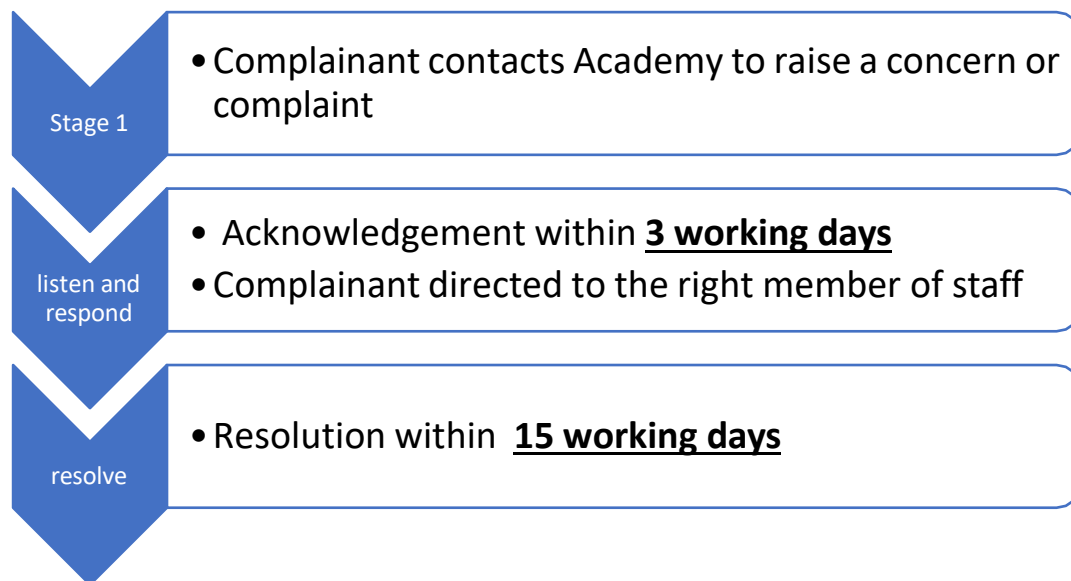 Stage 1
• Complainant contacts Academy to raise a concern or
complaint
listen and
respond
• Acknowledgement within 3 working days
• Complainant directed to the right member of staff
resolve
• Resolution within 15 working days